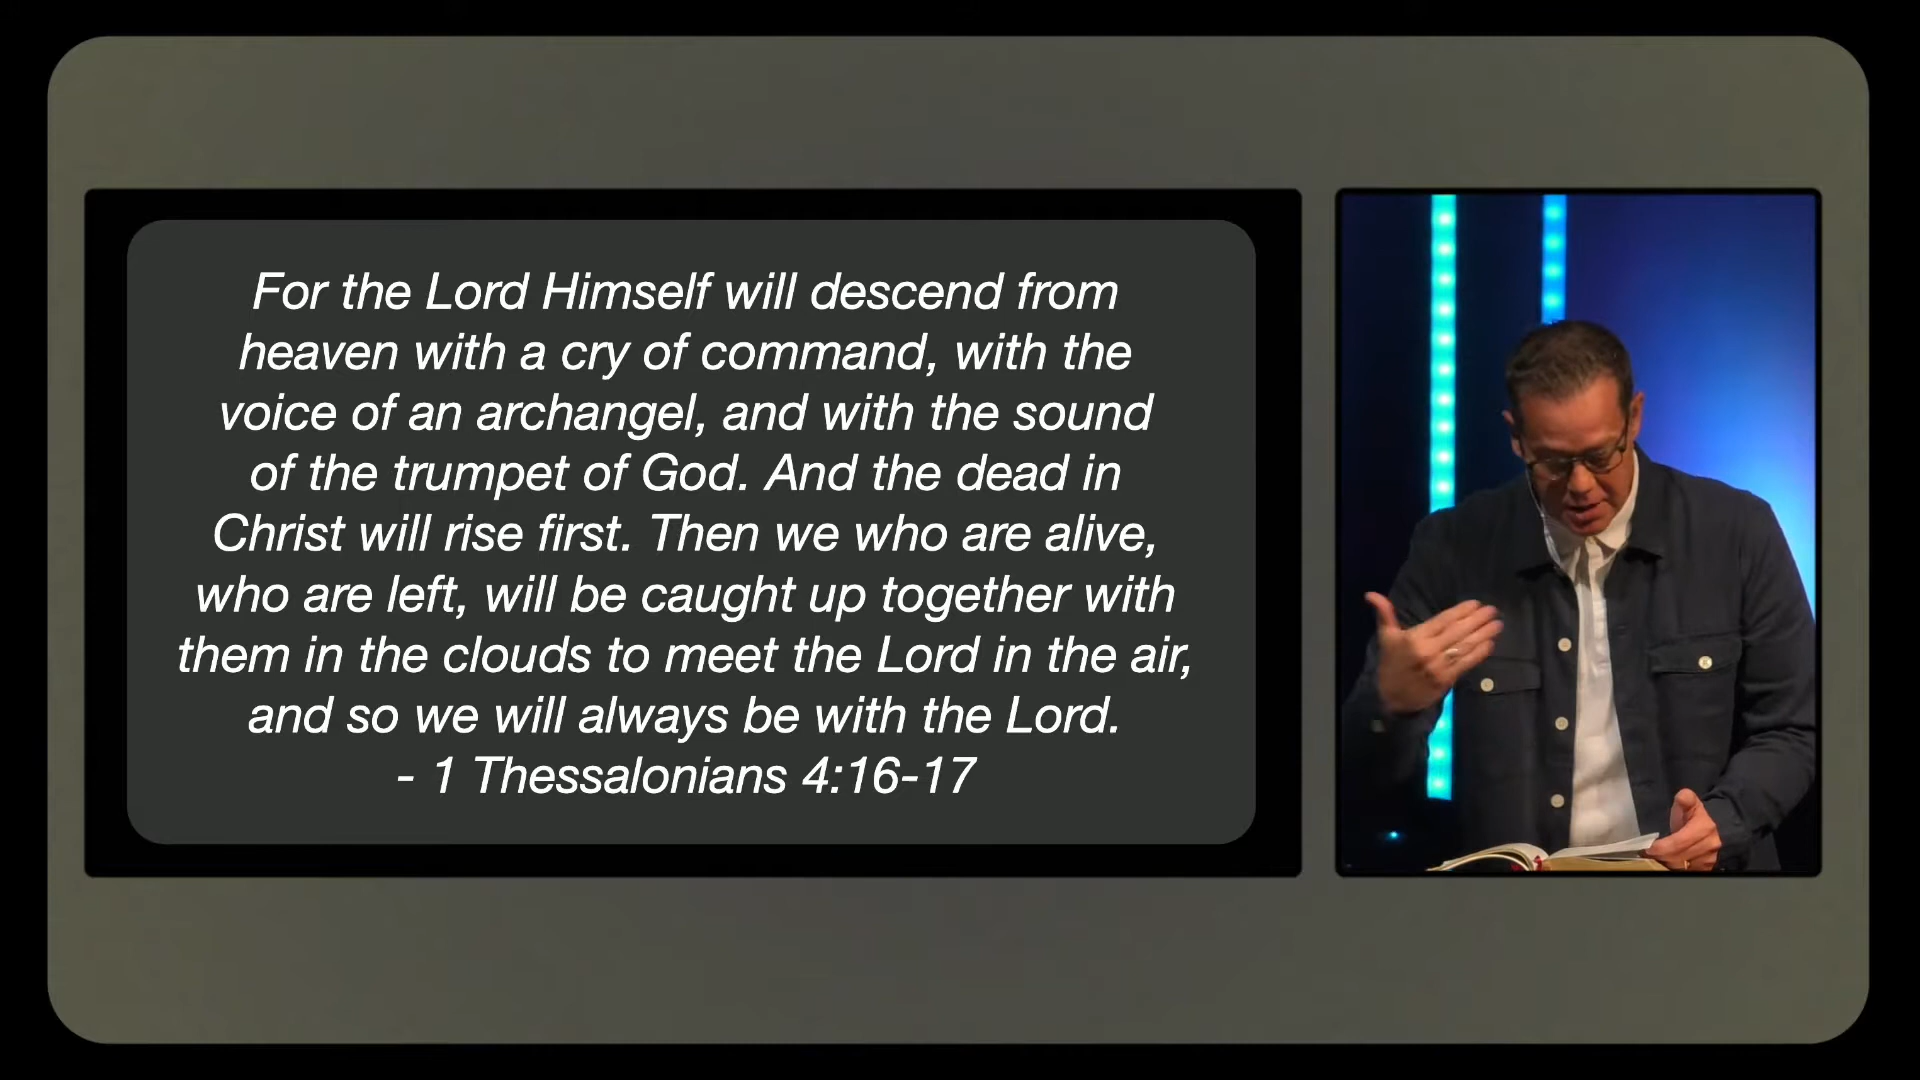 For the Lord Himself will descend from
heaven with a cry of command, with the
voice of an archangel, and with the sound
of the trumpet of God. And the dead in
Christ will rise first. Then we who are alive,
who are left, will be caught up together with
them in the clouds to meet the Lord in the air,
and so we will always be with the Lord.
- 1 Thessalonians 4:16-17